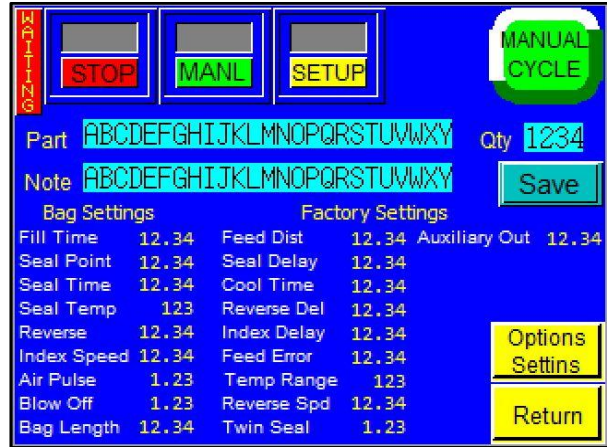 WAITING
STOP MANL SETUP MANUAL CYCLE
Part ABCDEFGHIJKLMNOPQRSTUVWXY Qty 1234
Note ABCDEFGHIJKLMNOPQRSTUVWXY Save
Bag Settings Factory Settings
Fill Time 12.34 Feed Dist 12.34 Auxiliary Out 12.34
Seal Point 12.34 Seal Delay 12.34
Seal Time 12.34 Cool Time 12.34
Seal Temp 123 Reverse Del 12.34
Reverse 12.34 Index Delay 12.34
Index Speed 12.34 Feed Error 12.34
Air Pulse 1.23 Temp Range 123
Blow Off 1.23 Reverse Spd 12.34
Bag Length 12.34 Twin Seal 1.23
Options
Settins
Return